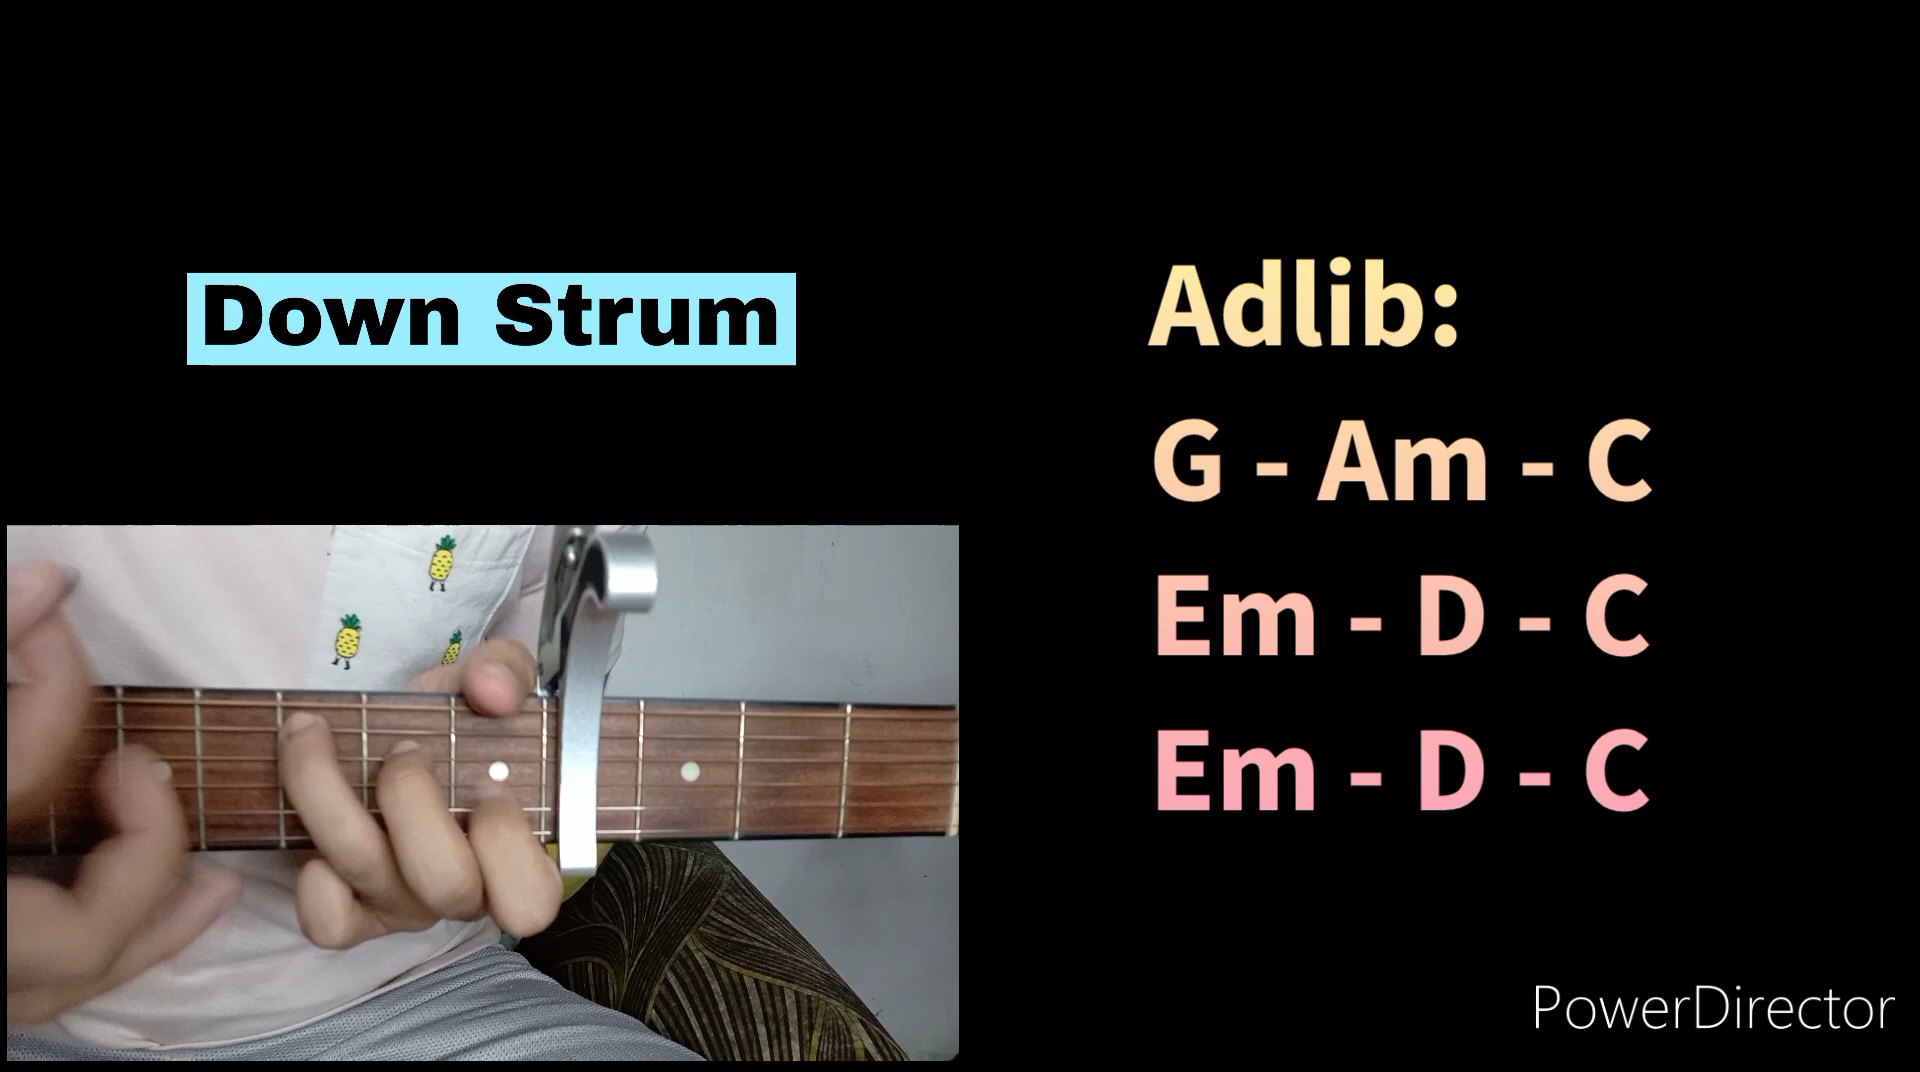 Down Strum
Adlib:
G - Am - C
Em - D - C
Em - D - C
PowerDirector